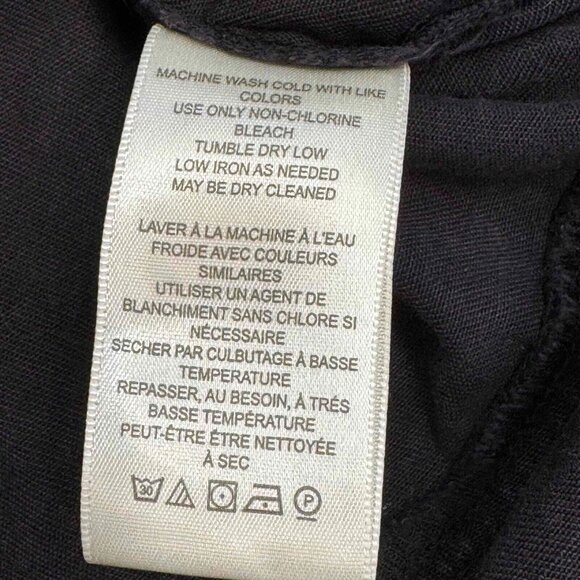 MACHINE WASH COLD WITH LIKE
COLORS
USE ONLY NON-CHLORINE
BLEACH
TUMBLE DRY LOW
LOW IRON AS NEEDED
MAY BE DRY CLEANED
LAVER À LA MACHINE À L'EAU
FROIDE AVEC COULEURS
SIMILAIRES
UTILISER UN AGENT DE
BLANCHIMENT SANS CHLORE SI
NÉCESSAIRE
SECHER PAR CULBUTAGE À BASSE
TEMPERATURE
REPASSER, AU BESOIN, À TRÉS
BASSE TEMPÉRATURE
PEUT-ÊTRE ÊTRE NETTOYÉE
À SEC
30 P